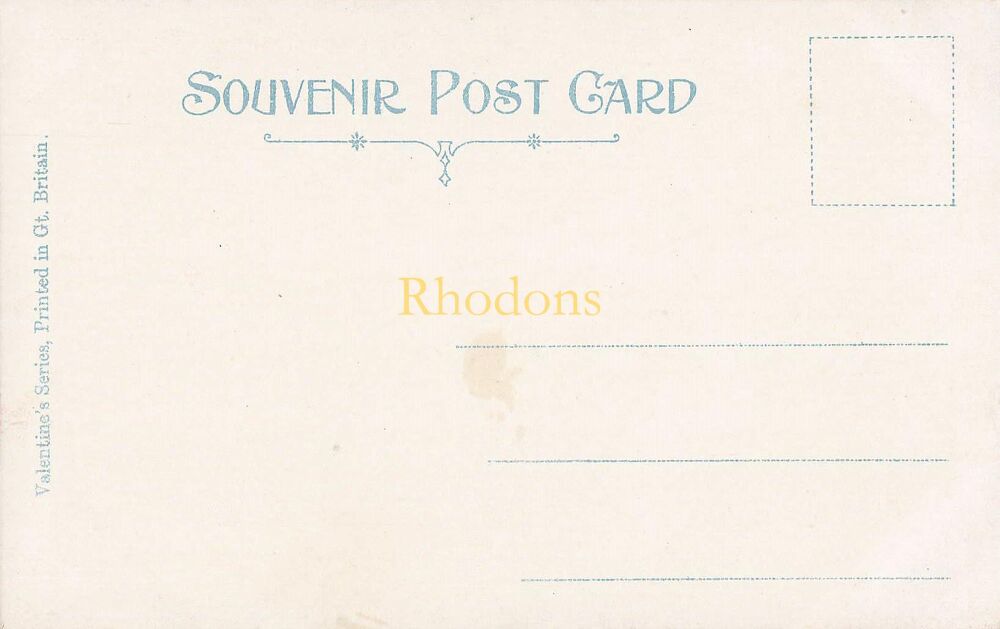 SOUVENIR POST CARD
Valentine's Series, Printed in Gt. Britain.
Rhodons